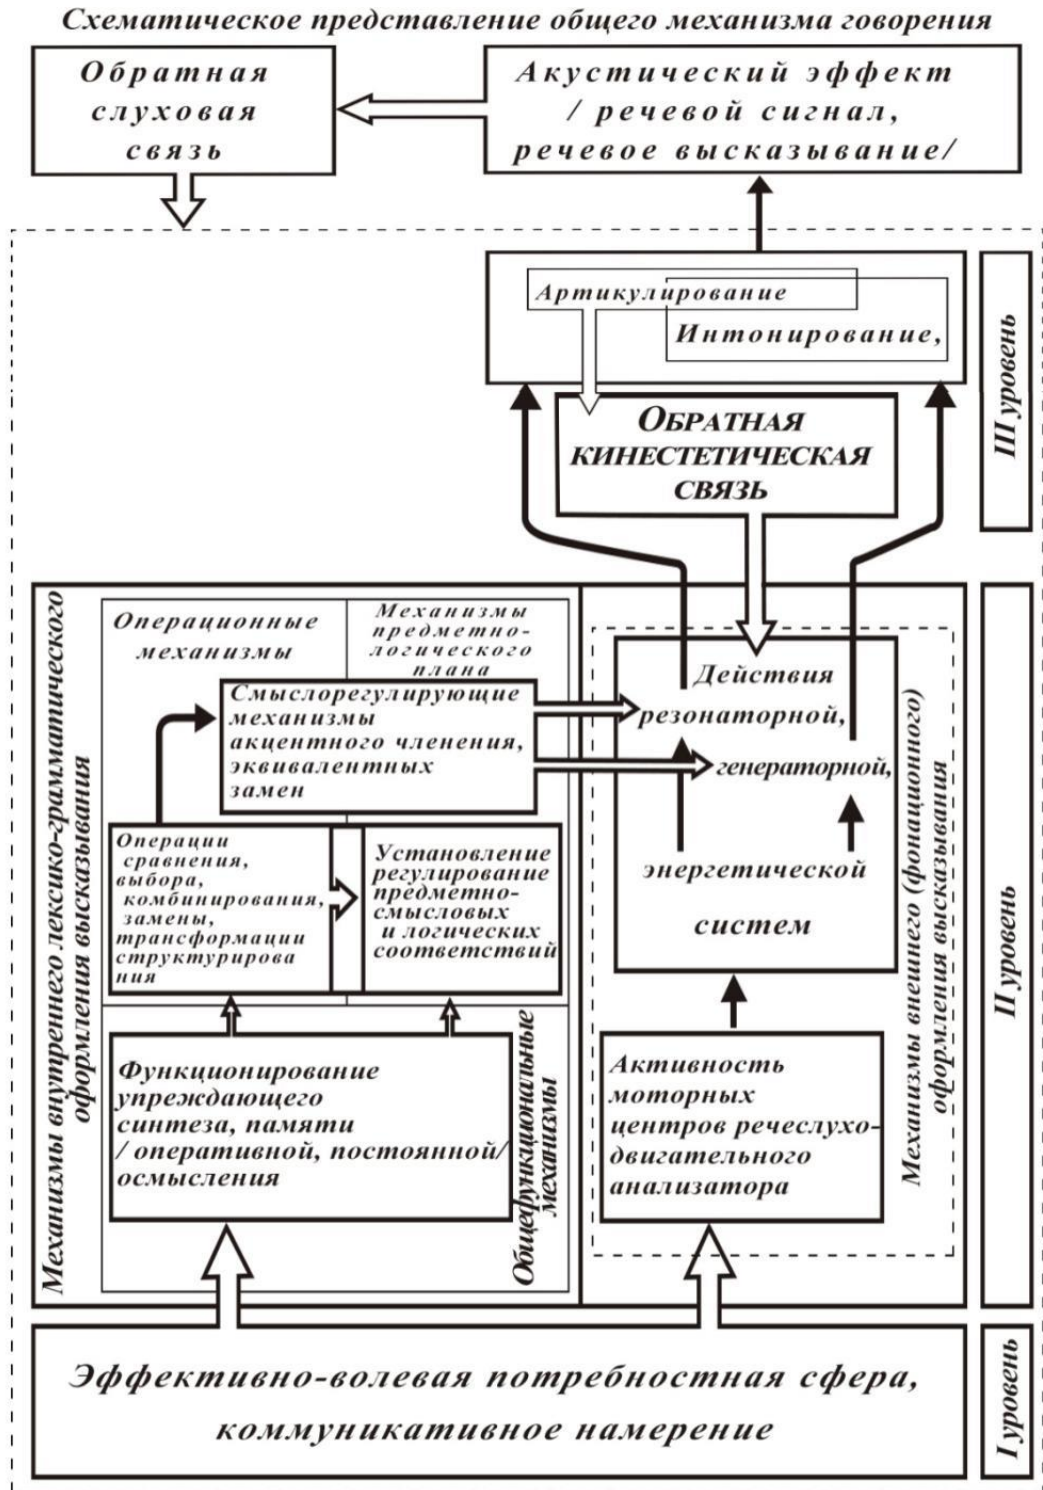 Схематическое представление общего механизма говорения
Обратная
слуховая
связь
Акустический эффект
/ речевой сигнал,
речевое высказывание/
Артикулирование
Интонирование,
ОБРАТНАЯ
КИНЕСТЕТИЧЕСКАЯ
СВЯЗЬ
III уровень
Механизмы внутреннего лексико-грамматического
оформления высказывания
Операционные
механизмы
Механизмы
предметно-
логического
плана
Смыслорегулирующие
механизмы
акцентного членения,
эквивалентных
замен
Операции
сравнения,
выбора,
комбинирования,
замены,
трансформации
структурирова
ния
Установление
регулирование
предметно-
смысловых
и логических
соответствий
Функционирование
упреждающего
синтеза, памяти
/ оперативной, постоянной/
осмысления
Общефункциональные
механизмы
Действия
резонаторной,
генераторной,
энергетической
систем
Активность
моторных
центров речеслухо-
двигательного
анализатора
Механизмы внешнего (фонационного)
оформления высказывания
II уровень
Эффективно-волевая потребностная сфера,
коммуникативное намерение
I уровень